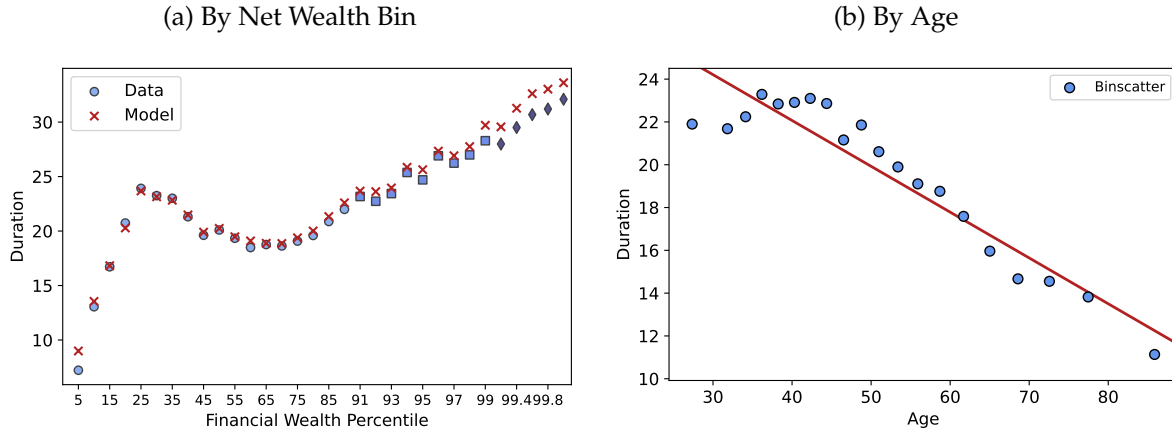 (a) By Net Wealth Bin
Data
Model
30
25
20
15
10
Duration
5 15 25 35 45 55 65 75 85 91 93 95 97 99 99.499.8
Financial Wealth Percentile
(b) By Age
Binscatter
24
22
20
18
16
14
12
10
Duration
30 40 50 60 70 80
Age